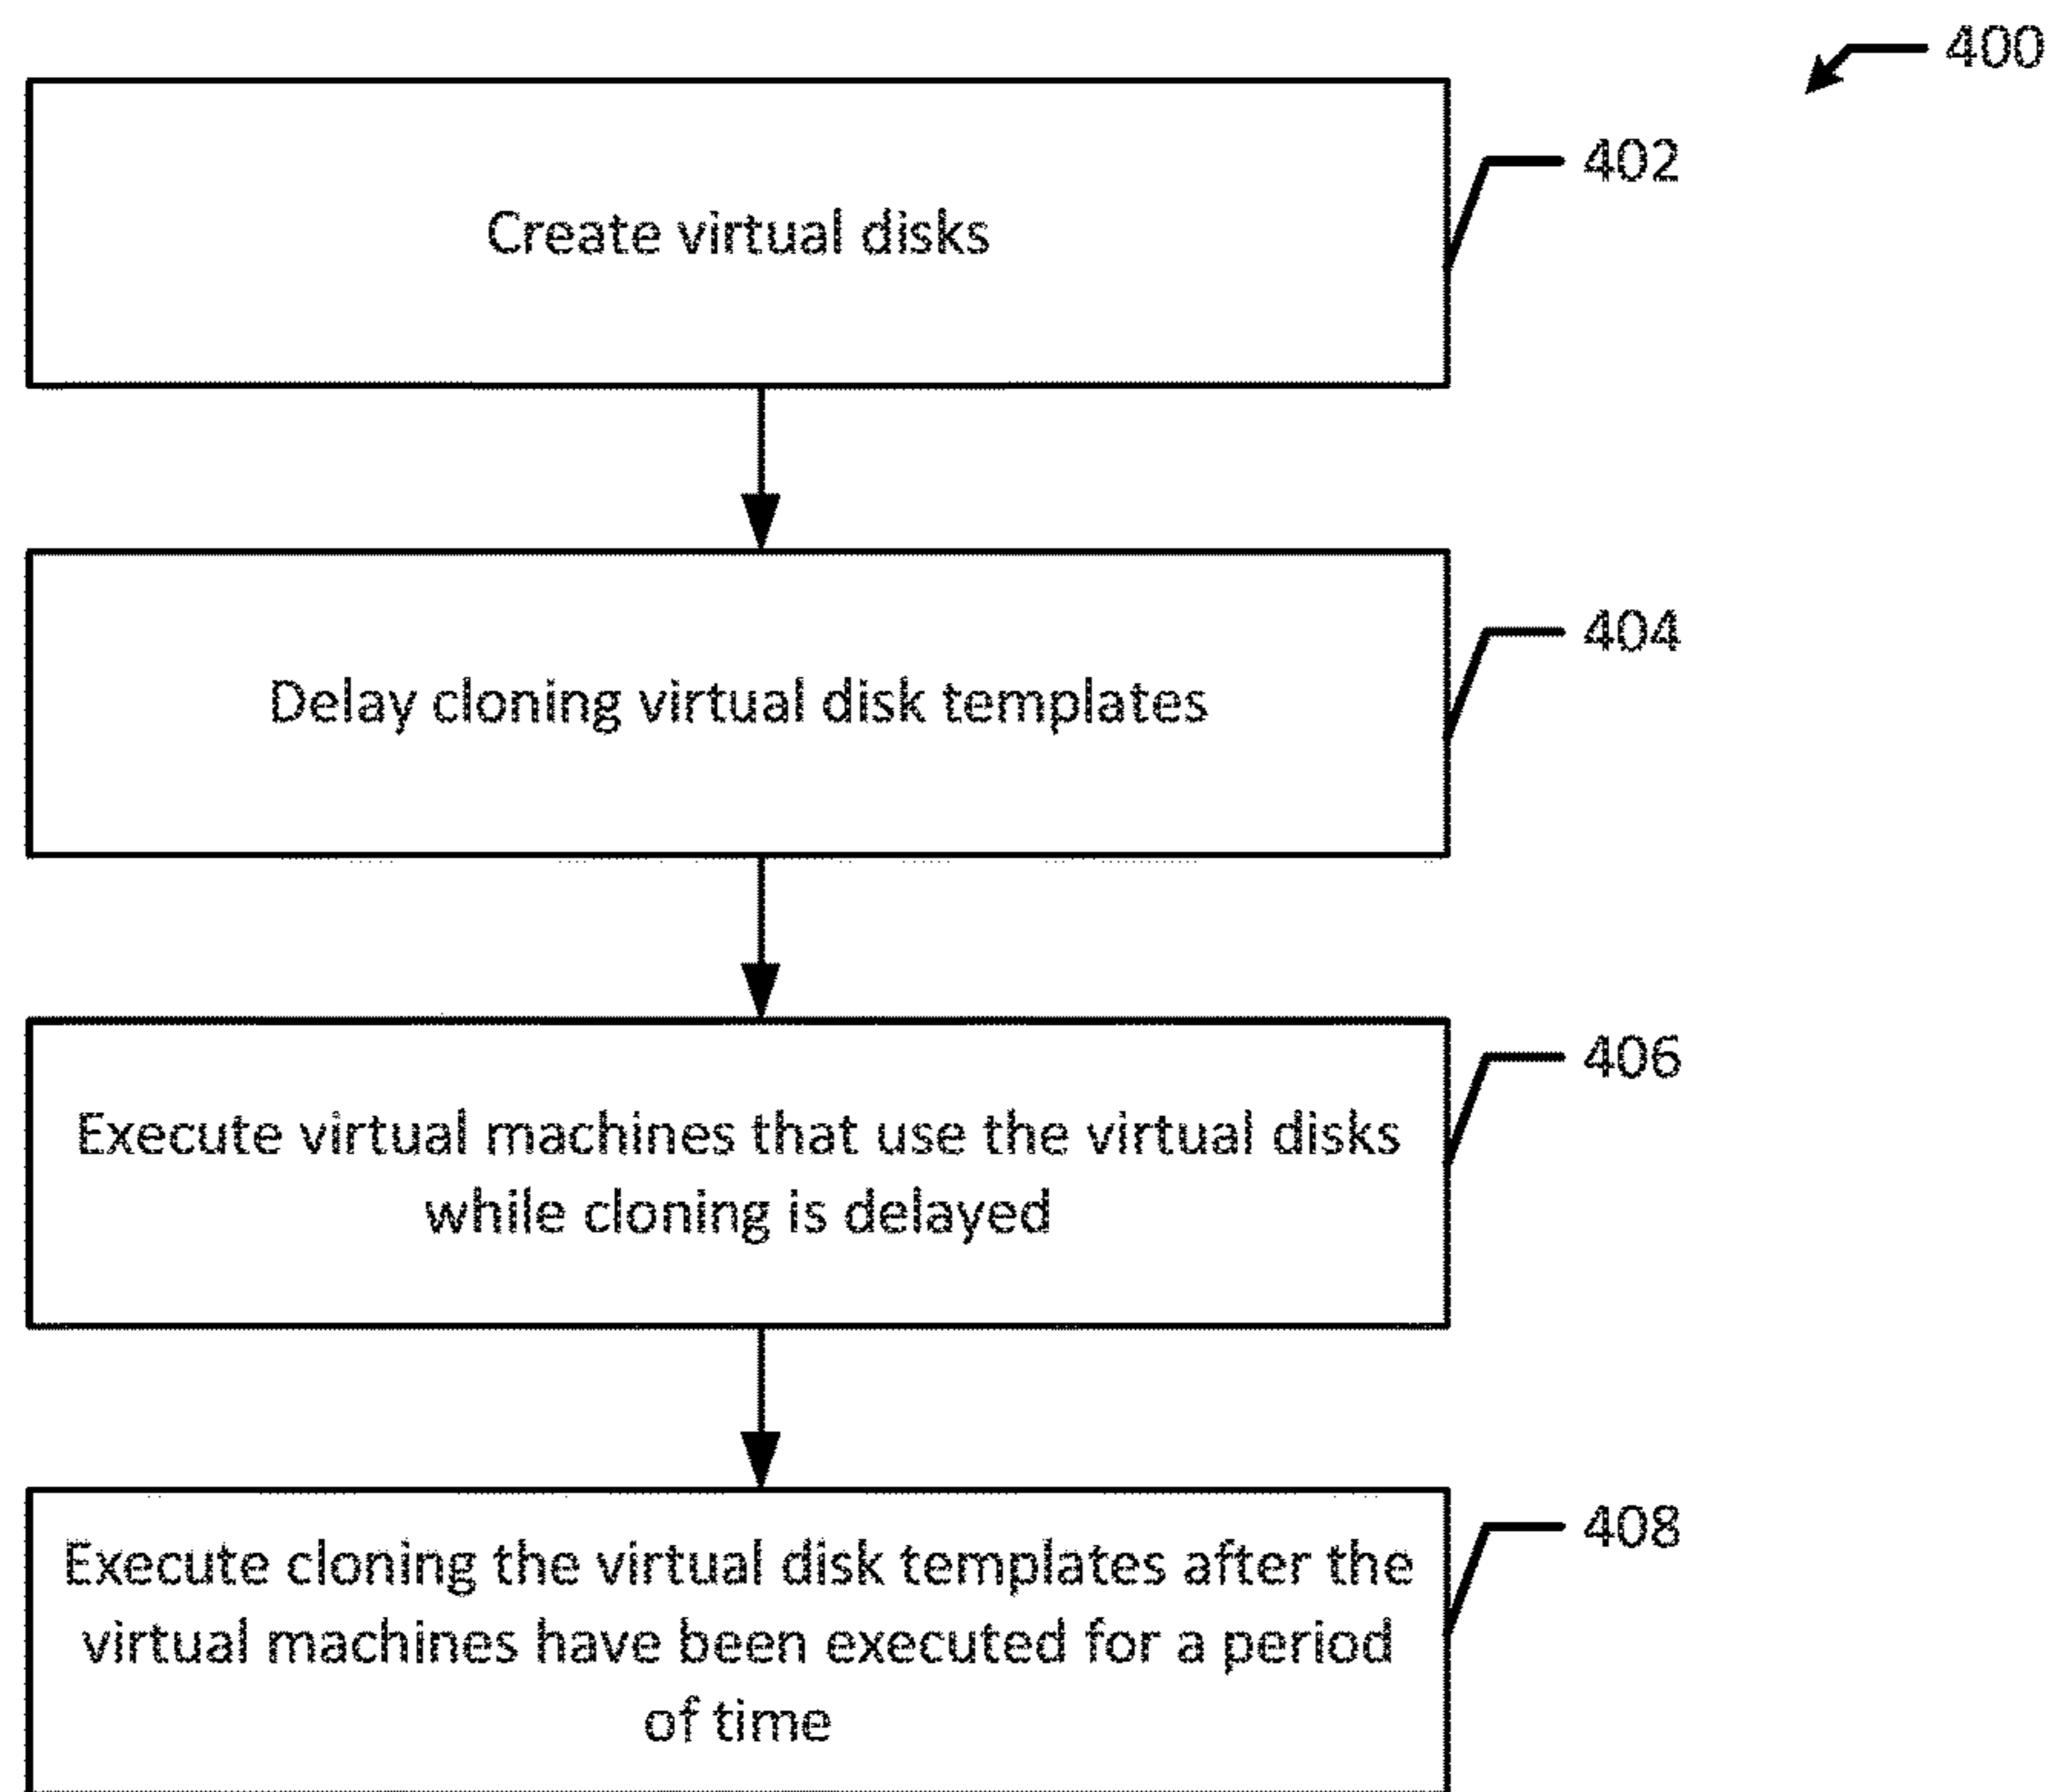 400
402
Create virtual disks
404
Delay cloning virtual disk templates
406
Execute virtual machines that use the virtual disks
while cloning is delayed
408
Execute cloning the virtual disk templates after the
virtual machines have been executed for a period
of time